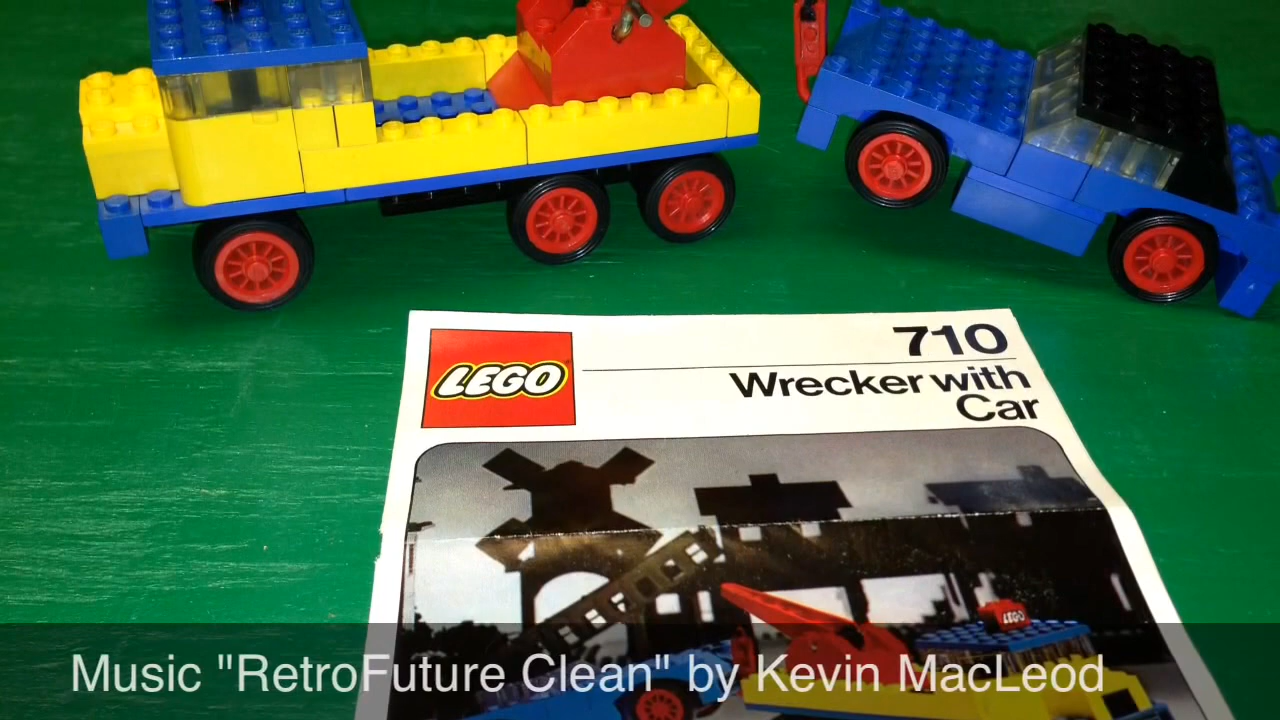 LEGO
710
Wrecker with
Car
LEGO
Music "RetroFuture Clean" by Kevin MacLeod